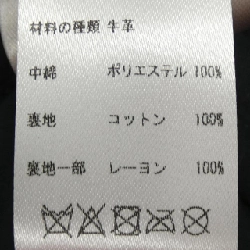 材料の種類 牛革
中綿 ポリエステル 100%
裏地 コットン 100%
裏地一部 レーヨン 100%